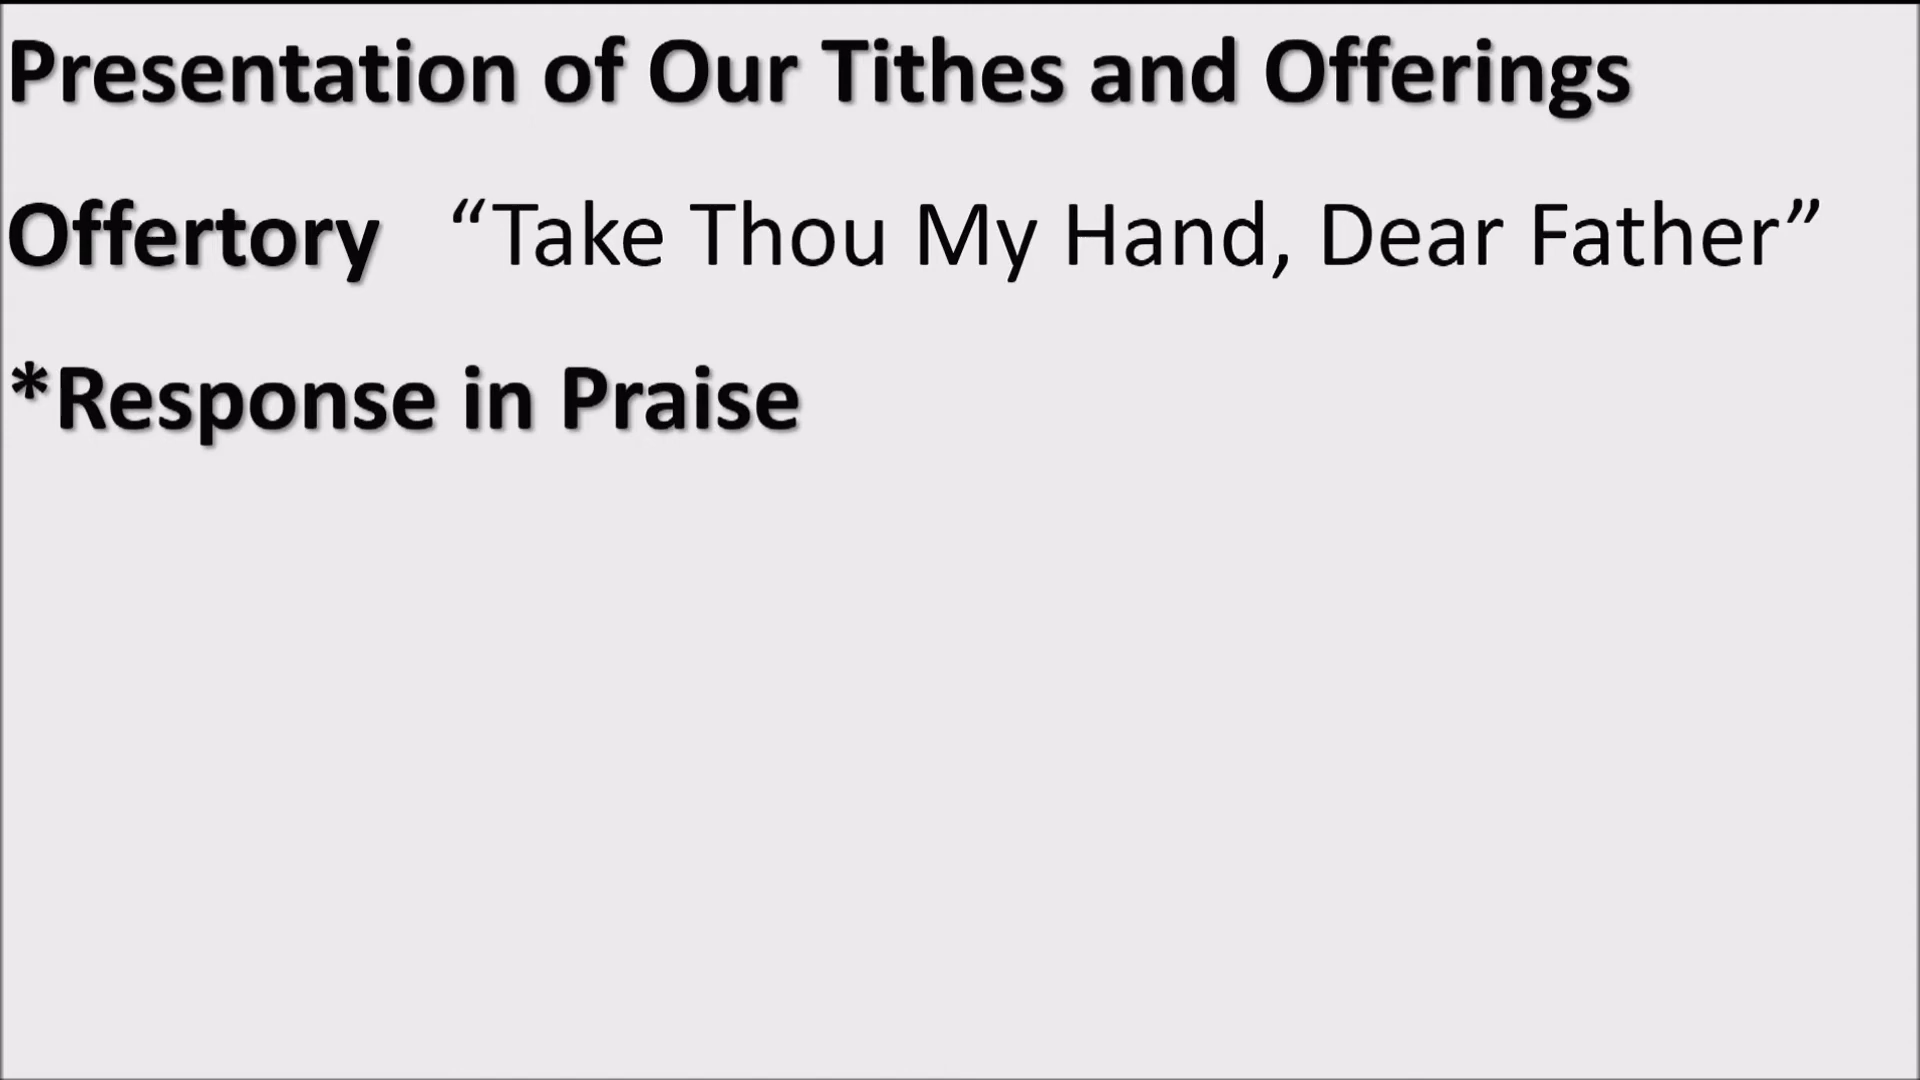 Presentation of Our Tithes and Offerings
Offertory “Take Thou My Hand, Dear Father”
*Response in Praise